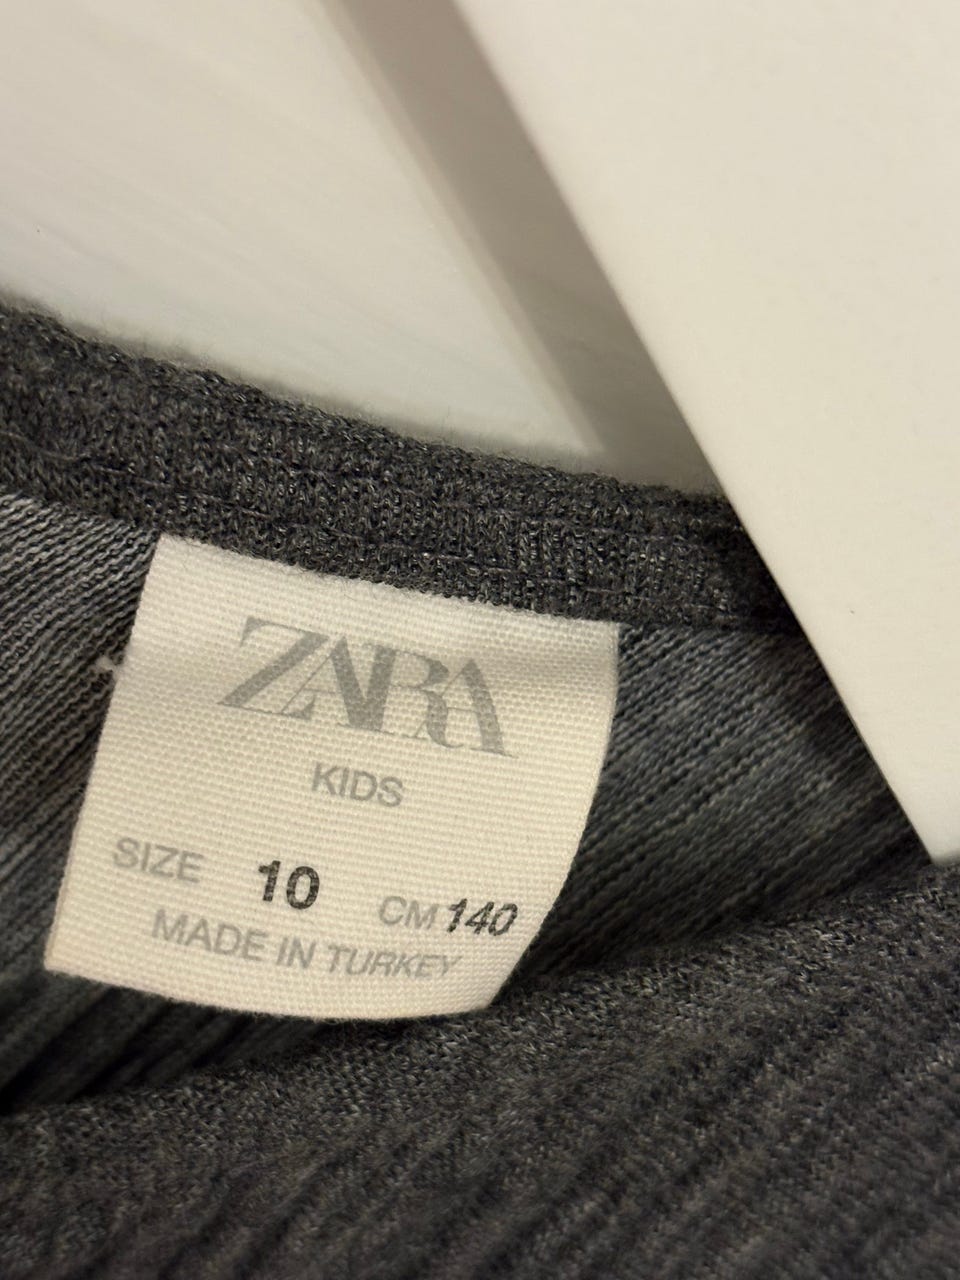 ZARA
KIDS
SIZE 10 CM 140
MADE IN TURKEY